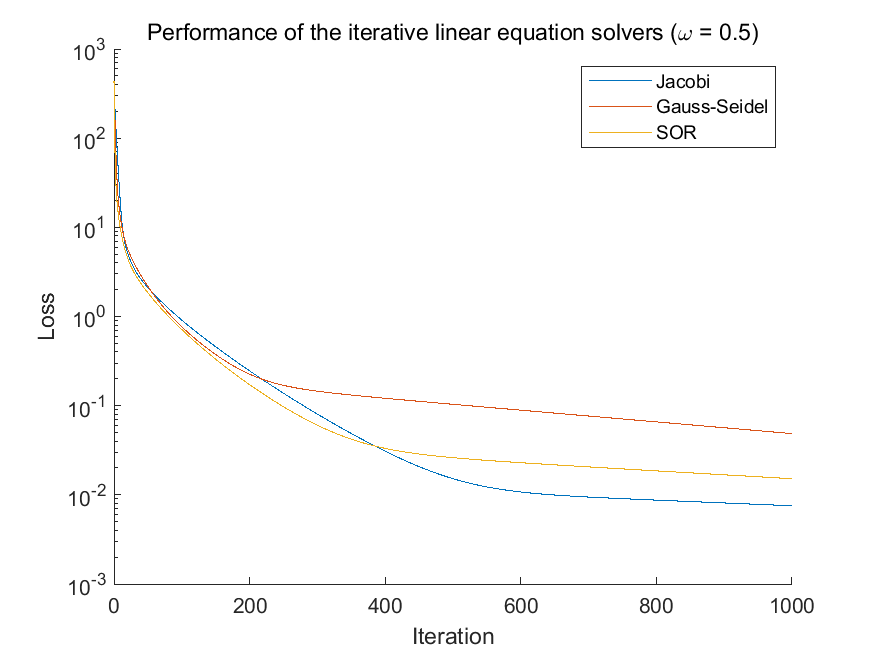 Performance of the iterative linear equation solvers (ω = 0.5)
Jacobi
Gauss-Seidel
SOR
Loss
10³
10²
10¹
10⁰
10⁻¹
10⁻²
10⁻³
0 200 400 600 800 1000
Iteration